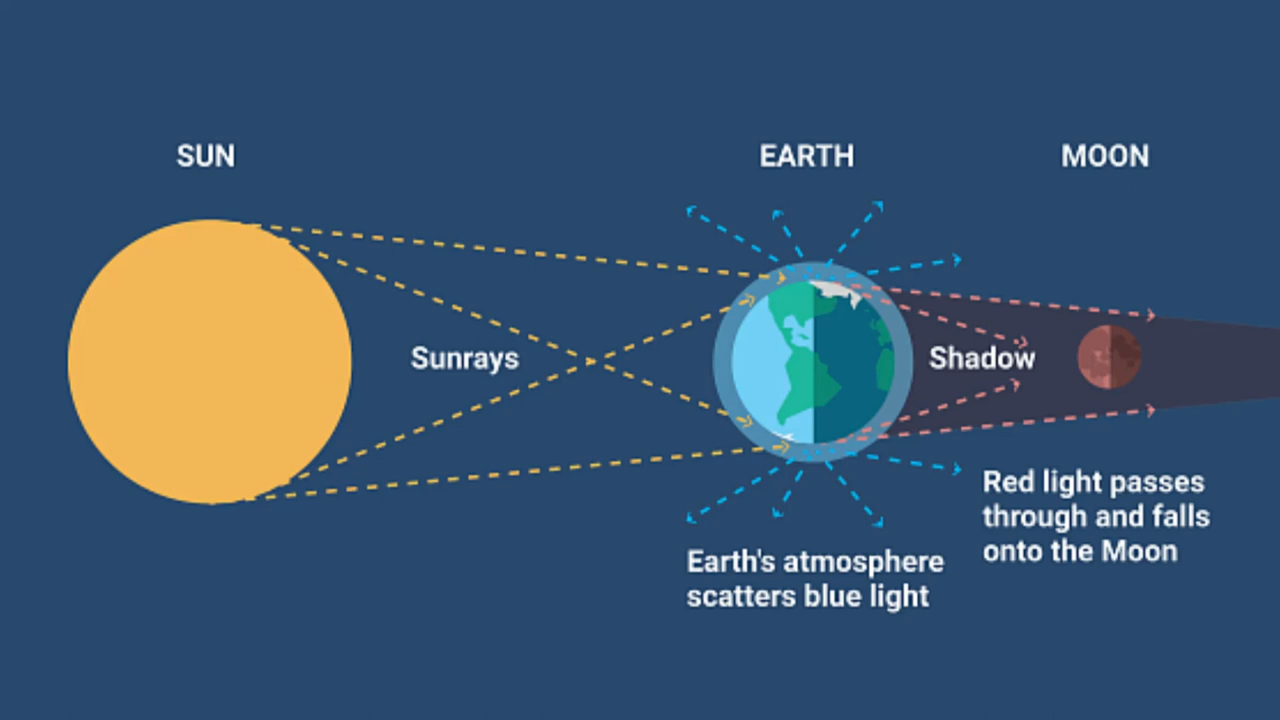 SUN
EARTH
MOON
Sunrays
Shadow
Red light passes
through and falls
onto the Moon
Earth's atmosphere
scatters blue light